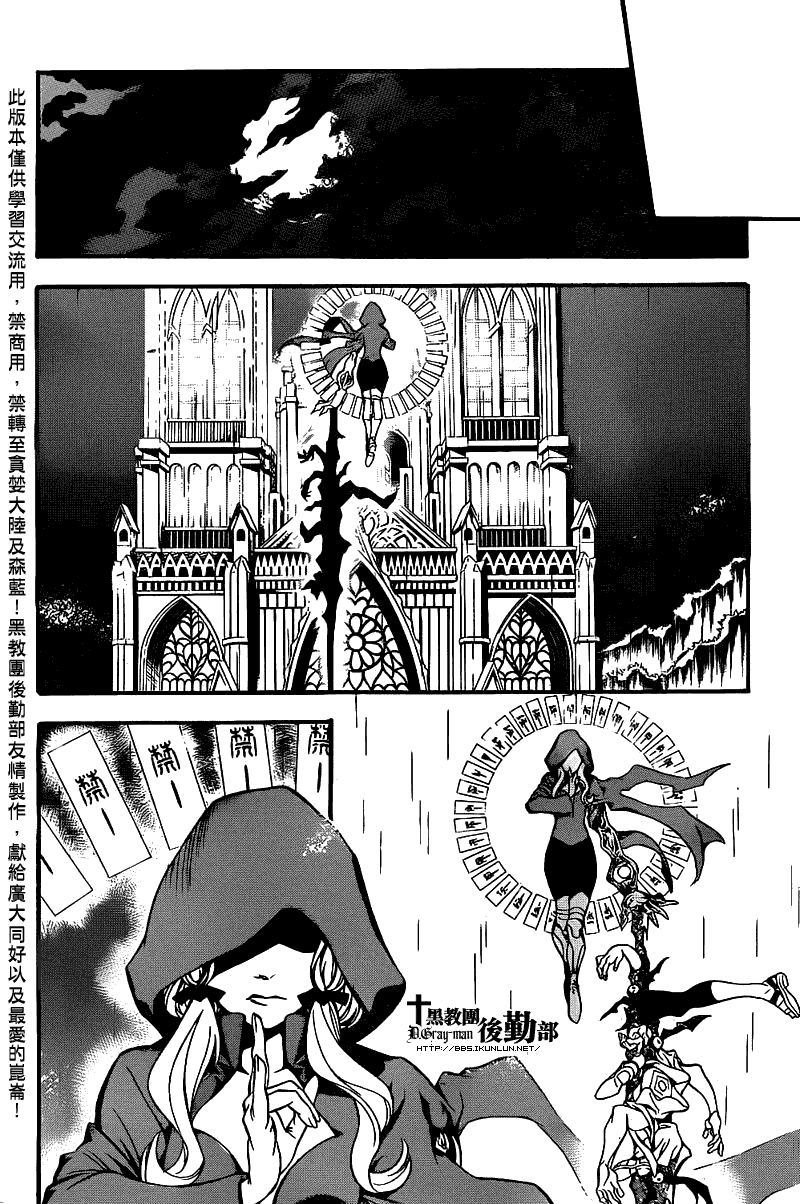 此版本僅供學習交流用，禁商用，禁轉至貪婪大陸及森藍！黑教團後勤部友情製作，獻給廣大同好以及最愛的崑崙！
禁 禁 禁 禁
黑教團
D.Gray-man 後勤部
HTTP://BBS.IKUNLUN.NET/